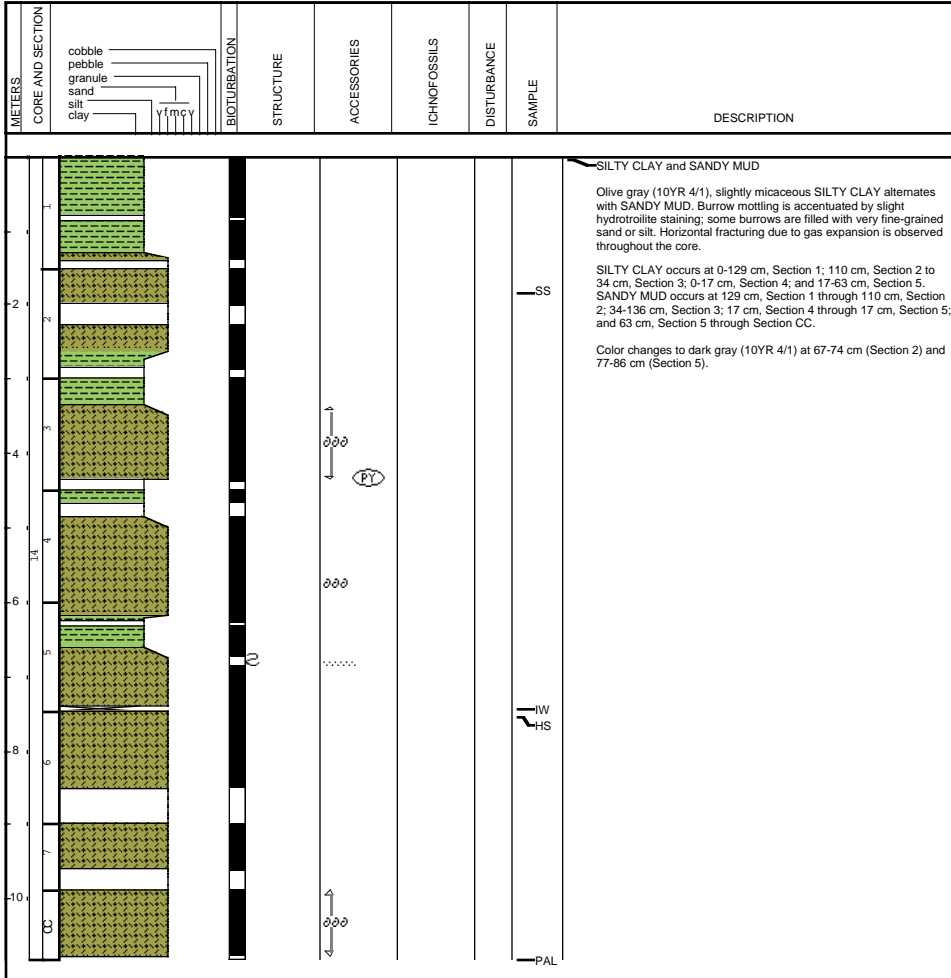 METERS
CORE AND SECTION
cobble
pebble
granule
sand
silt
clay
v f m c v
BIOTURBATION
STRUCTURE
ACCESSORIES
ICHNOFOSSILS
DISTURBANCE
SAMPLE
DESCRIPTION
SILTY CLAY and SANDY MUD
Olive gray (10YR 4/1), slightly micaceous SILTY CLAY alternates
with SANDY MUD. Burrow mottling is accentuated by slight
hydrotroilite staining; some burrows are filled with very fine-grained
sand or silt. Horizontal fracturing due to gas expansion is observed
throughout the core.
SILTY CLAY occurs at 0-129 cm, Section 1; 110 cm, Section 2 to
34 cm, Section 3; 0-17 cm, Section 4; and 17-63 cm, Section 5.
SANDY MUD occurs at 129 cm, Section 1 through 110 cm, Section
2; 34-136 cm, Section 3; 17 cm, Section 4 through 17 cm, Section 5;
and 63 cm, Section 5 through Section CC.
Color changes to dark gray (10YR 4/1) at 67-74 cm (Section 2) and
77-86 cm (Section 5).
1
SS
2
2
3
4
PY
4
14
6
5
IW
HS
8
6
7
10
CC
PAL